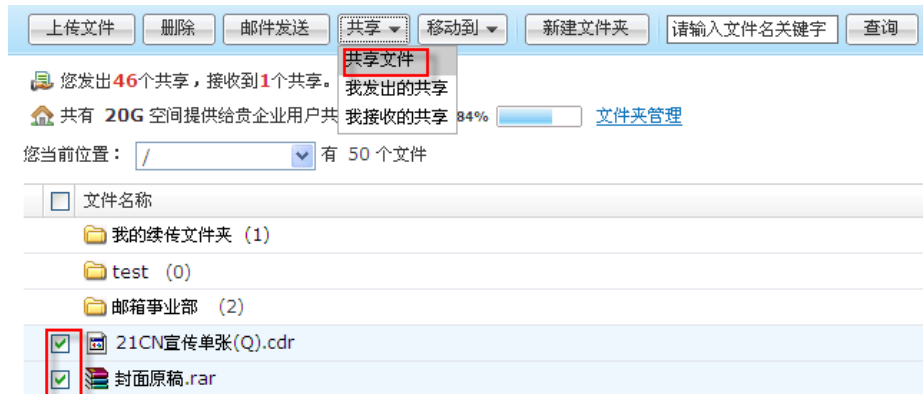 上传文件 删除 邮件发送 共享 移动到 新建文件夹 请输入文件名关键字 查询
共享文件
我发出的共享
我接收的共享
您发出46个共享，接收到1个共享。
共有 20G 空间提供给贵企业用户共 84% 文件夹管理
您当前位置： / 有 50 个文件
文件名称
我的续传文件夹 (1)
test (0)
邮箱事业部 (2)
21CN宣传单张(Q).cdr
封面原稿.rar